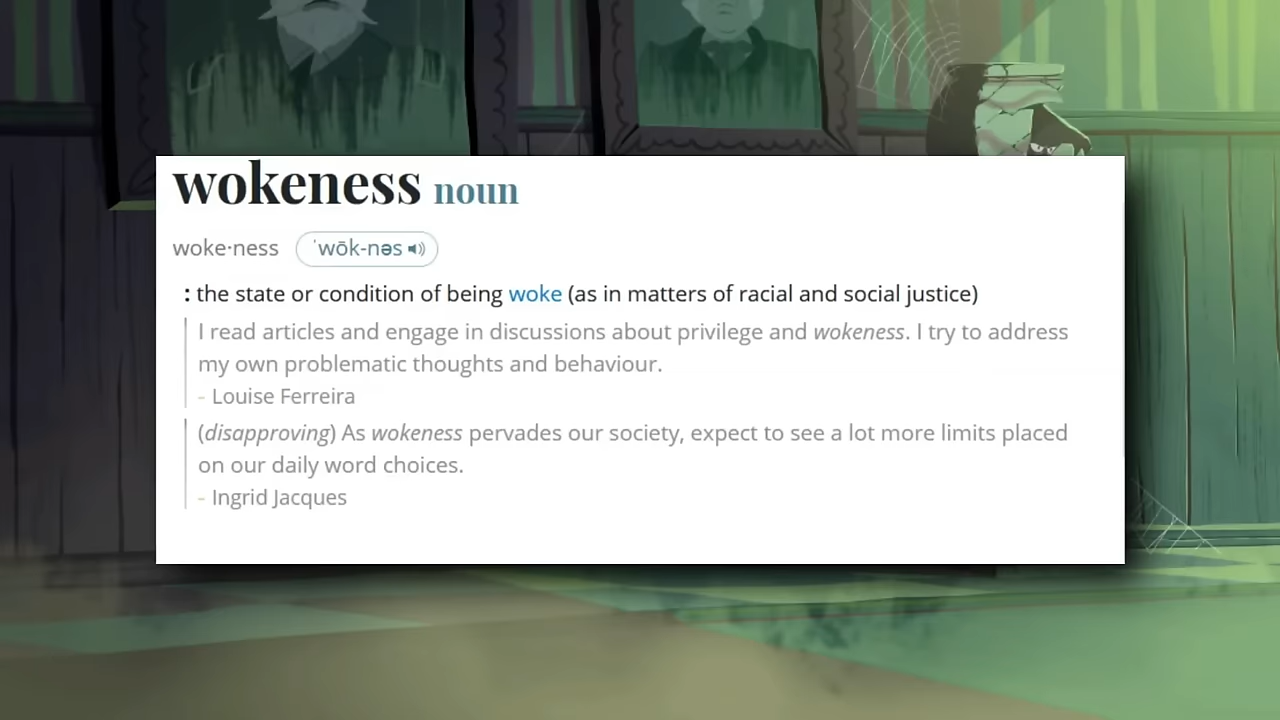 wokeness noun
woke·ness ˈwōk-nəs
: the state or condition of being woke (as in matters of racial and social justice)
I read articles and engage in discussions about privilege and wokeness. I try to address
my own problematic thoughts and behaviour.
- Louise Ferreira
(disapproving) As wokeness pervades our society, expect to see a lot more limits placed
on our daily word choices.
- Ingrid Jacques